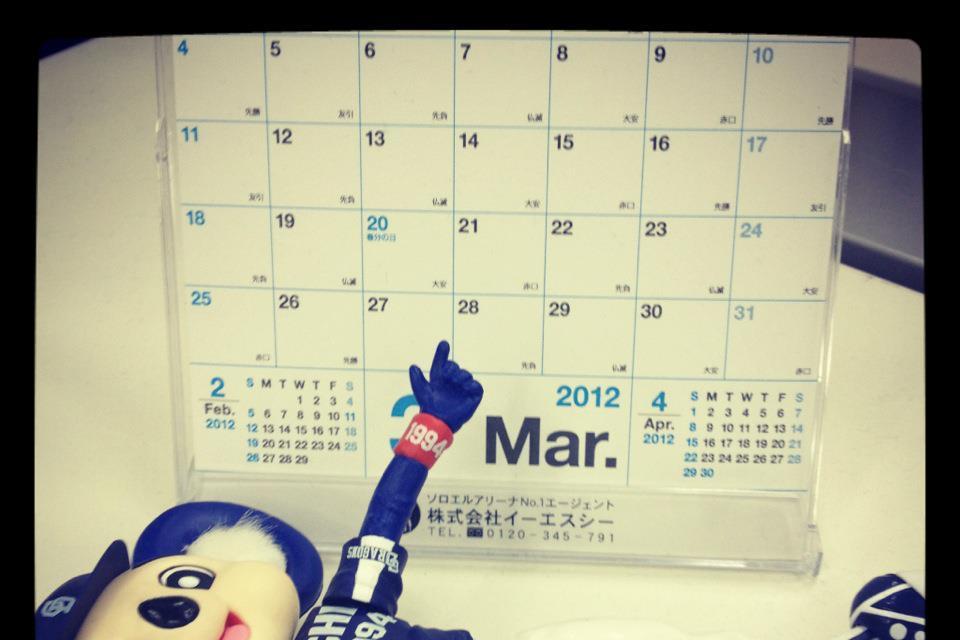 4 5 6 7 8 9 10
先勝 友引 先負 仏滅 大安 赤口 先勝
11 12 13 14 15 16 17
友引 先負 仏滅 大安 赤口 先勝 友引
18 19 20 21 22 23 24
春分の日
先負 仏滅 大安 赤口 先負 仏滅 大安
25 26 27 28 29 30 31
赤口 先勝 先負 仏滅 大安 赤口
2
Feb.
2012
S M T W T F S
1 2 3 4
5 6 7 8 9 10 11
12 13 14 15 16 17 18
19 20 21 22 23 24 25
26 27 28 29
3
2012
Mar.
4
Apr.
2012
S M T W T F S
1 2 3 4 5 6 7
8 9 10 11 12 13 14
15 16 17 18 19 20 21
22 23 24 25 26 27 28
29 30
1994
ソロエルアリーナNo.1エージェント
株式会社イーエスシー
TEL. 0120-345-791
DRAGONS
SHI
1994